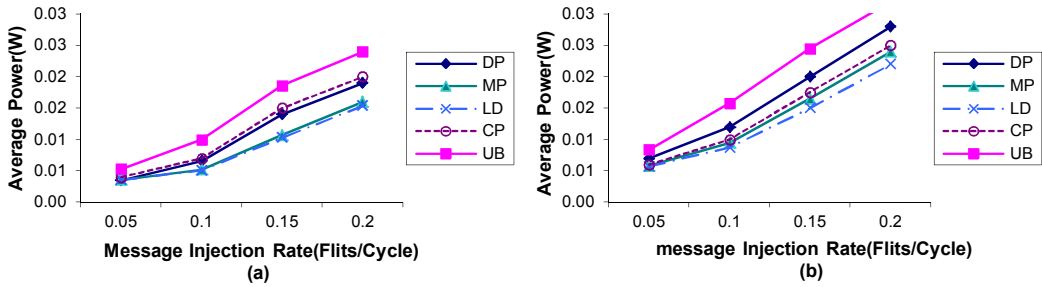 Average Power(W)
0.03
0.03
0.02
0.02
0.01
0.01
0.00
0.05 0.1 0.15 0.2
Message Injection Rate(Flits/Cycle)
(a)
DP
MP
LD
CP
UB
Average Power(W)
0.03
0.03
0.02
0.02
0.01
0.01
0.00
0.05 0.1 0.15 0.2
message Injection Rate(Flits/Cycle)
(b)
DP
MP
LD
CP
UB